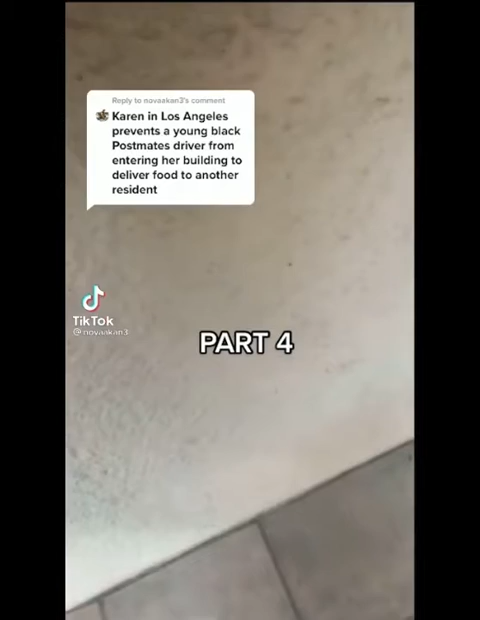 Reply to novaakan3's comment
Karen in Los Angeles
prevents a young black
Postmates driver from
entering her building to
deliver food to another
resident
TikTok
@novaakan3
PART 4